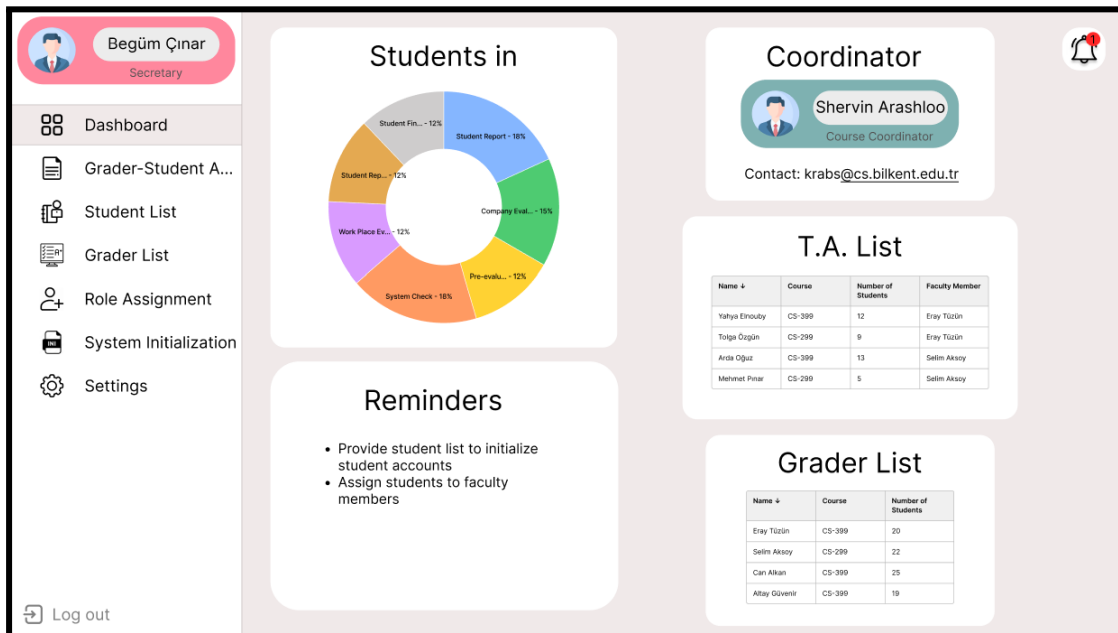 Begüm Çınar
Secretary
Dashboard
Grader-Student A...
Student List
Grader List
Role Assignment
System Initialization
Settings
Log out
Students in
Student Fin... - 12%
Student Report - 18%
Student Rep... - 12%
Company Eval... - 15%
Work Place Ev... - 12%
Pre-evalu... - 12%
System Check - 18%
Reminders
• Provide student list to initialize
student accounts
• Assign students to faculty
members
Coordinator
Shervin Arashloo
Course Coordinator
Contact: krabs@cs.bilkent.edu.tr
1
T.A. List
Name ↓ Course Number of Students Faculty Member
Yahya Elnouby CS-399 12 Eray Tüzün
Tolga Özgün CS-299 9 Eray Tüzün
Arda Oğuz CS-399 13 Selim Aksoy
Mehmet Pınar CS-299 5 Selim Aksoy
Grader List
Name ↓ Course Number of Students
Eray Tüzün CS-399 20
Selim Aksoy CS-299 22
Can Alkan CS-399 25
Altay Güvenir CS-399 19